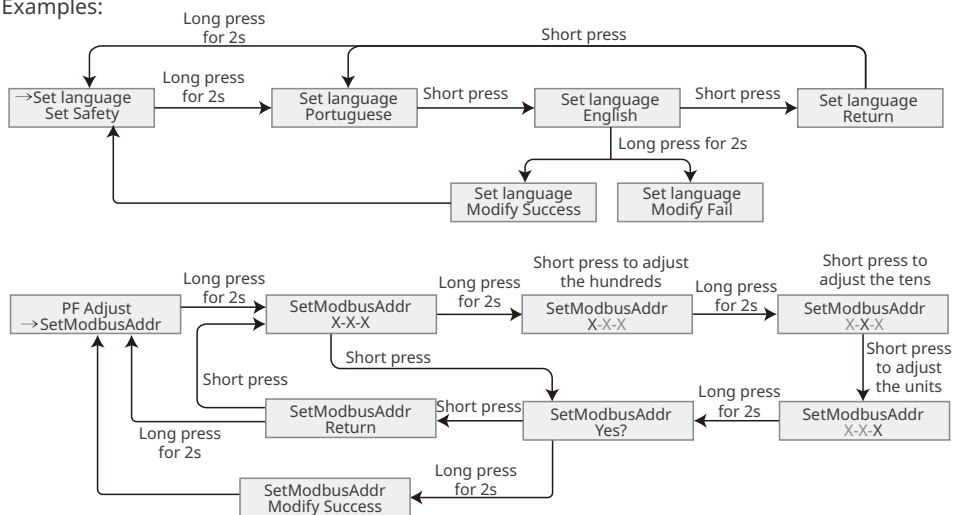 Examples:
Long press
for 2s
Short press
→Set language
Set Safety
Long press
for 2s
Set language
Portuguese
Short press
Set language
English
Short press
Set language
Return
Long press for 2s
Set language
Modify Success
Set language
Modify Fail
PF Adjust
→SetModbusAddr
Long press
for 2s
SetModbusAddr
X-X-X
Long press
for 2s
Short press to adjust
the hundreds
SetModbusAddr
X-X-X
Long press
for 2s
Short press to
adjust the tens
SetModbusAddr
X-X-X
Short press
to adjust
the units
Short press
Short press
SetModbusAddr
Return
Short press
SetModbusAddr
Yes?
Long press
for 2s
SetModbusAddr
X-X-X
Long press
for 2s
Long press
for 2s
SetModbusAddr
Modify Success